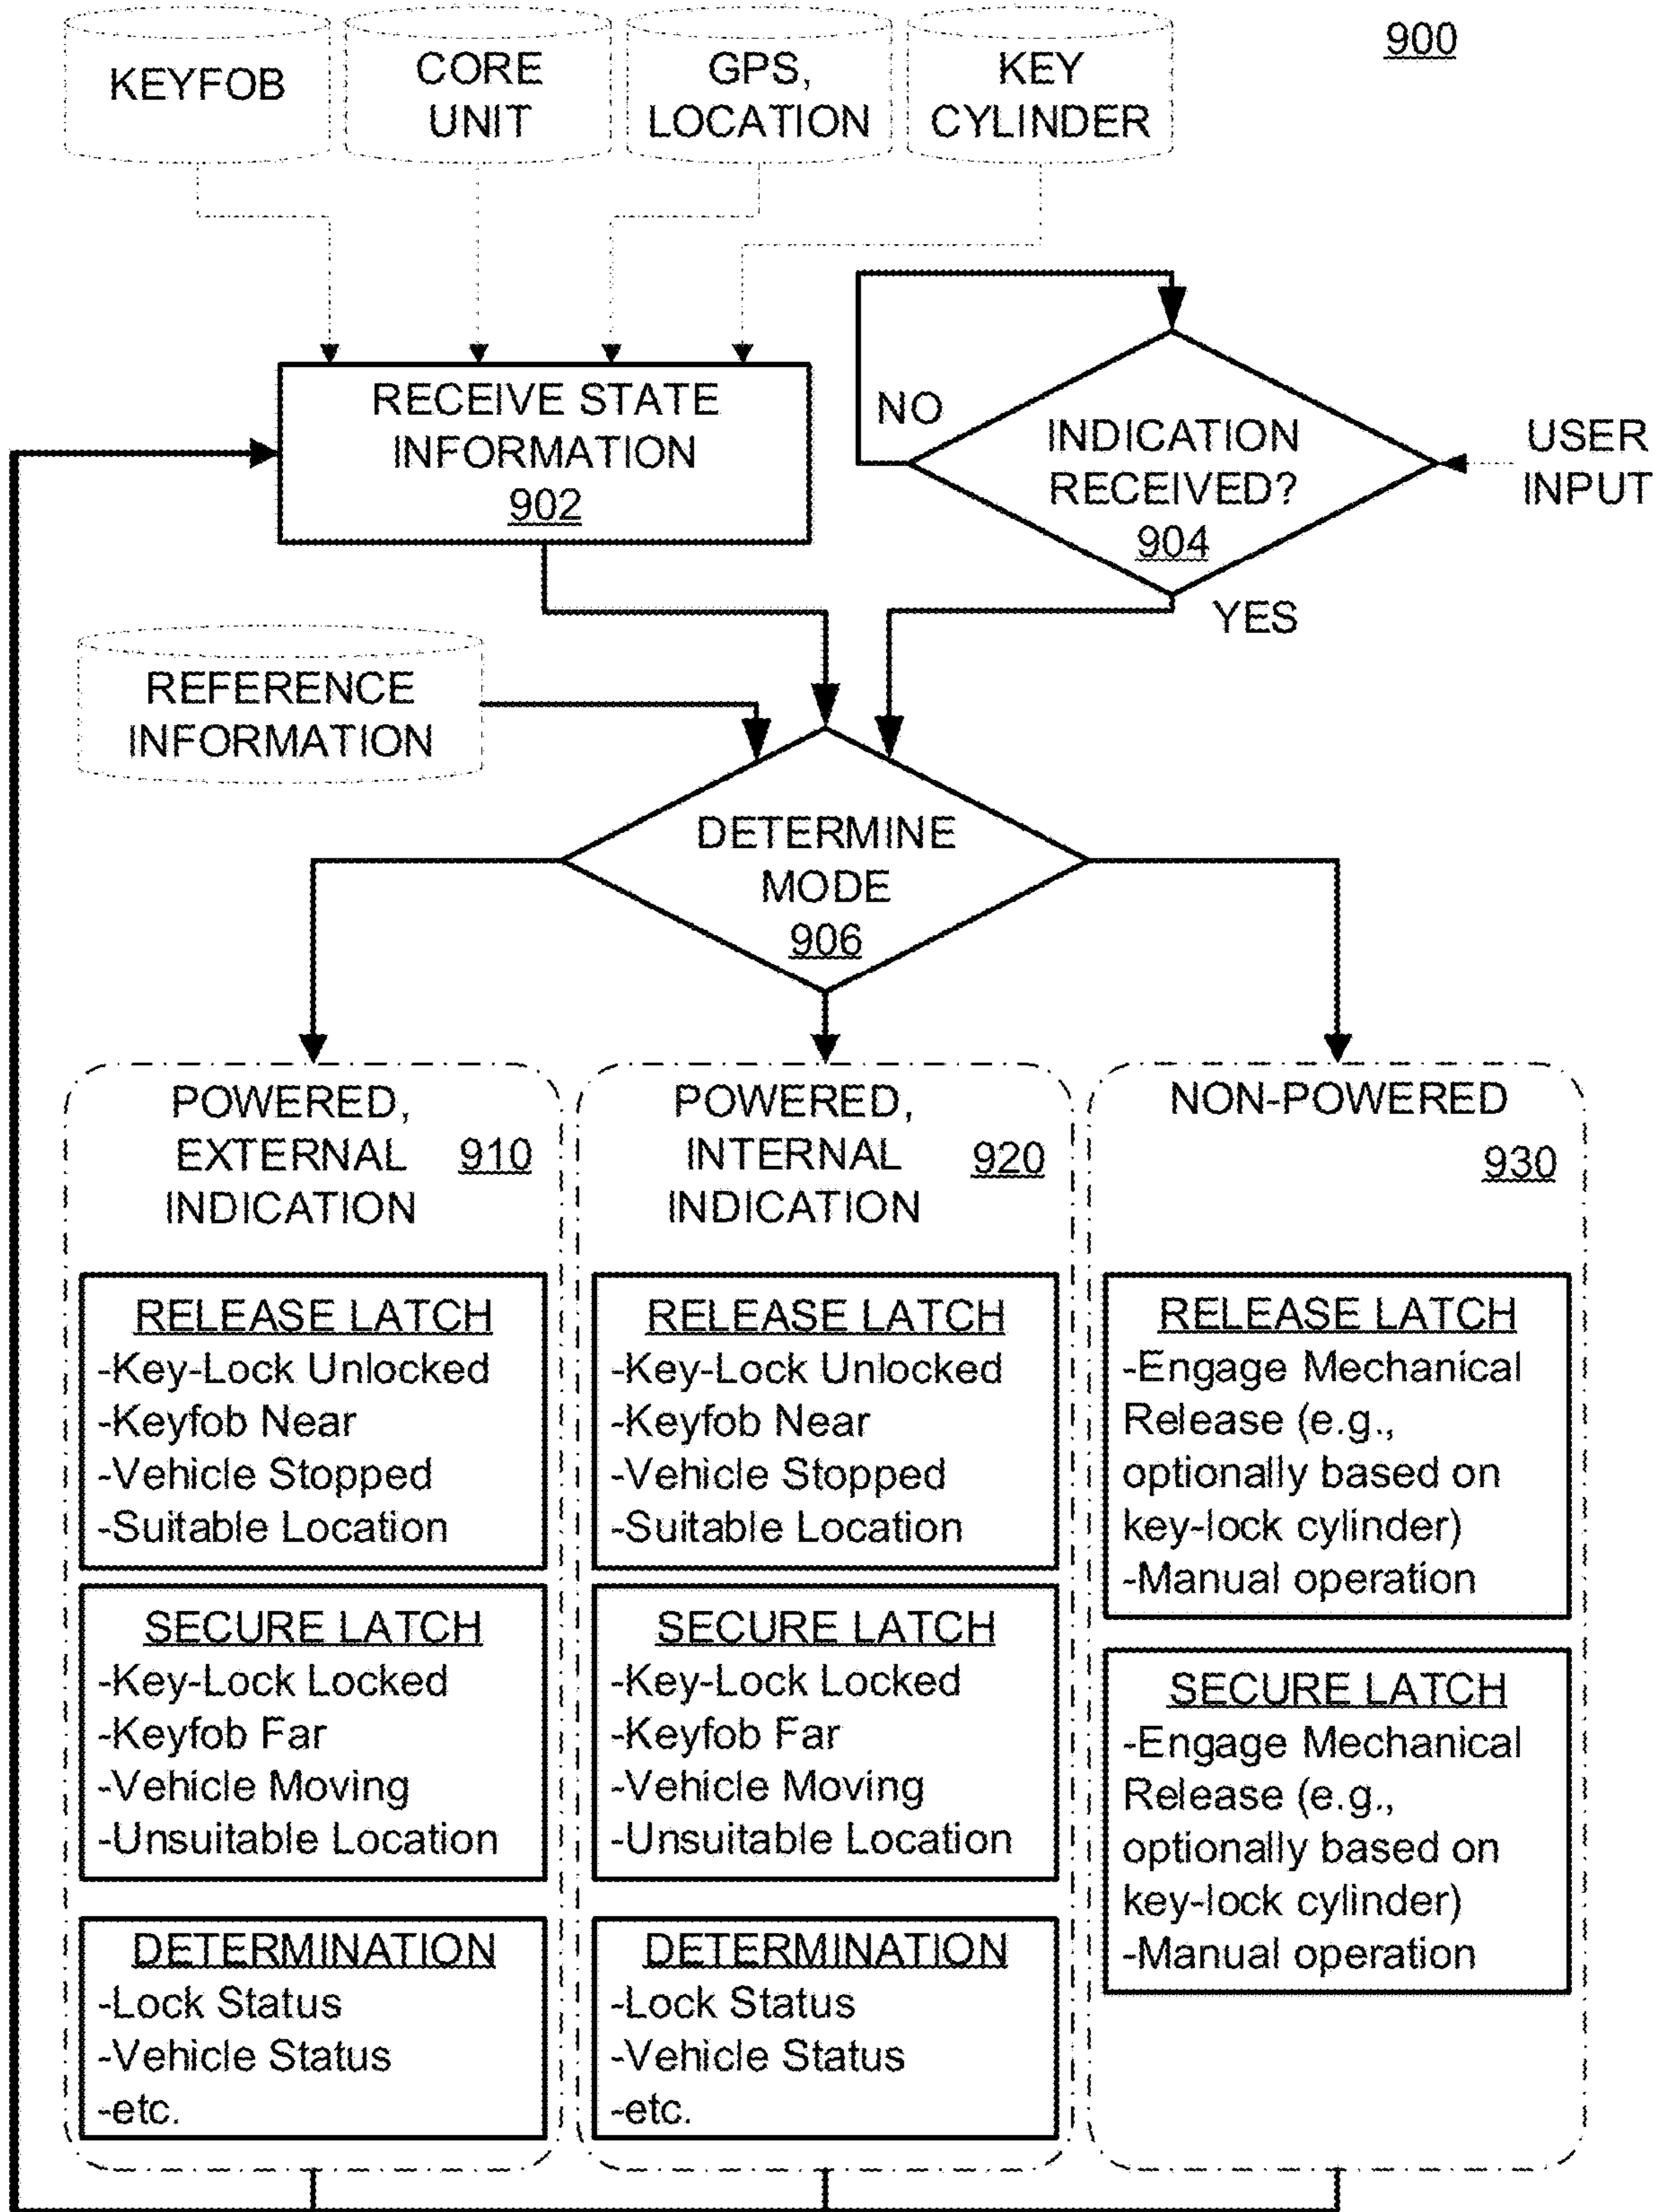 900
KEYFOB
CORE
UNIT
GPS,
LOCATION
KEY
CYLINDER
RECEIVE STATE
INFORMATION
902
NO
INDICATION
RECEIVED?
904
USER
INPUT
YES
REFERENCE
INFORMATION
DETERMINE
MODE
906
POWERED,
EXTERNAL
INDICATION
910
RELEASE LATCH
-Key-Lock Unlocked
-Keyfob Near
-Vehicle Stopped
-Suitable Location
SECURE LATCH
-Key-Lock Locked
-Keyfob Far
-Vehicle Moving
-Unsuitable Location
DETERMINATION
-Lock Status
-Vehicle Status
-etc.
POWERED,
INTERNAL
INDICATION
920
RELEASE LATCH
-Key-Lock Unlocked
-Keyfob Near
-Vehicle Stopped
-Suitable Location
SECURE LATCH
-Key-Lock Locked
-Keyfob Far
-Vehicle Moving
-Unsuitable Location
DETERMINATION
-Lock Status
-Vehicle Status
-etc.
NON-POWERED
930
RELEASE LATCH
-Engage Mechanical
Release (e.g.,
optionally based on
key-lock cylinder)
-Manual operation
SECURE LATCH
-Engage Mechanical
Release (e.g.,
optionally based on
key-lock cylinder)
-Manual operation